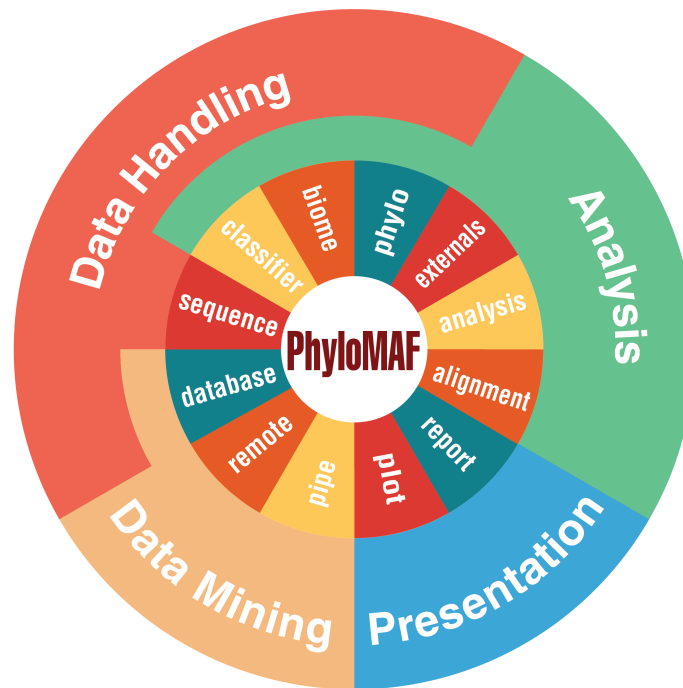 Data Handling
Analysis
Presentation
Data Mining
biome
phylo
externals
analysis
alignment
report
plot
pipe
remote
database
sequence
classifier
PhyloMAF